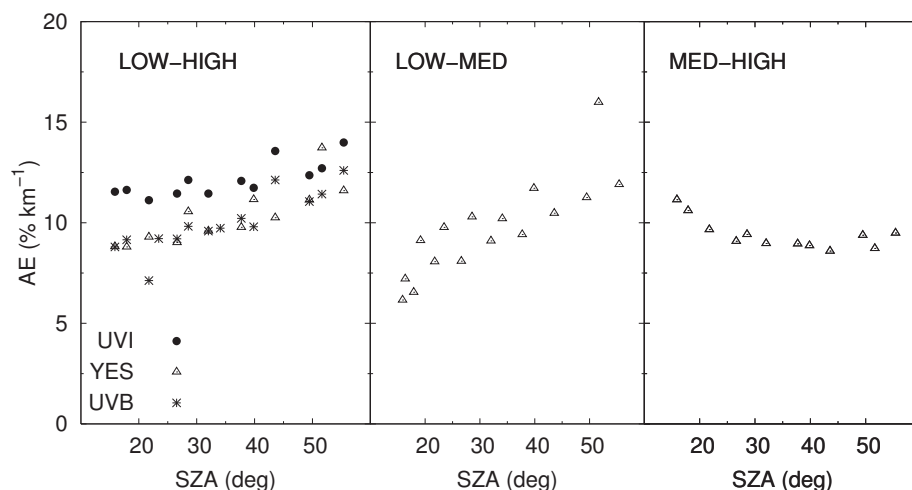 20
15
10
5
0
AE (% km⁻¹)
LOW–HIGH
LOW–MED
MED–HIGH
UVI
YES
UVB
20 30 40 50
20 30 40 50
20 30 40 50
SZA (deg)
SZA (deg)
SZA (deg)